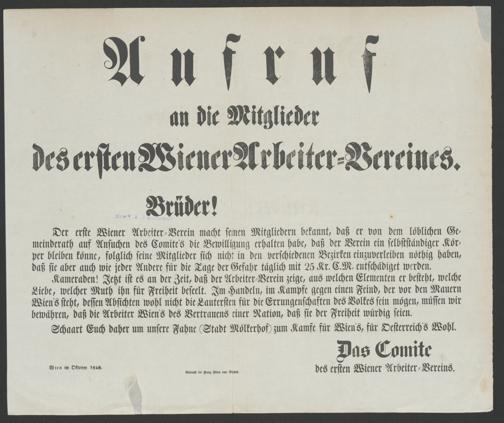 Aufruf
an die Mitglieder
des ersten Wiener Arbeiter-Vereines.
Brüder!
Der erste Wiener Arbeiter-Verein macht seinen Mitgliedern bekannt, daß er von dem löblichen Ge-
meinderath auf Ansuchen des Comite's die Bewilligung erhalten habe, daß der Verein ein selbstständiger Kör-
per bleiben könne, folglich seine Mitglieder sich nicht in den verschiedenen Bezirken einzuverleiben nöthig haben,
daß sie aber auch wie jeder Andere für die Tage der Gefahr täglich mit 25 Kr. C.M. entschädiget werden.
Kameraden! Jetzt ist es an der Zeit, daß der Arbeiter-Verein zeige, aus welchen Elementen er besteht, welche
Liebe, welcher Muth ihn für Freiheit beseelt. Im Handeln, im Kampfe gegen einen Feind, der vor den Mauern
Wien's steht, dessen Absichten wohl nicht die Lautersten für die Errungenschaften des Volkes sein mögen, müssen wir
bewähren, daß die Arbeiter Wien's des Vertrauens einer Nation, daß sie der Freiheit würdig seien.
Schaart Euch daher um unsere Fahne (Stadt Mölkerhof) zum Kamfe für Wien's, für Oesterreich's Wohl.
Das Comite
des ersten Wiener Arbeiter-Vereins.
Wien im Oktober 1848.